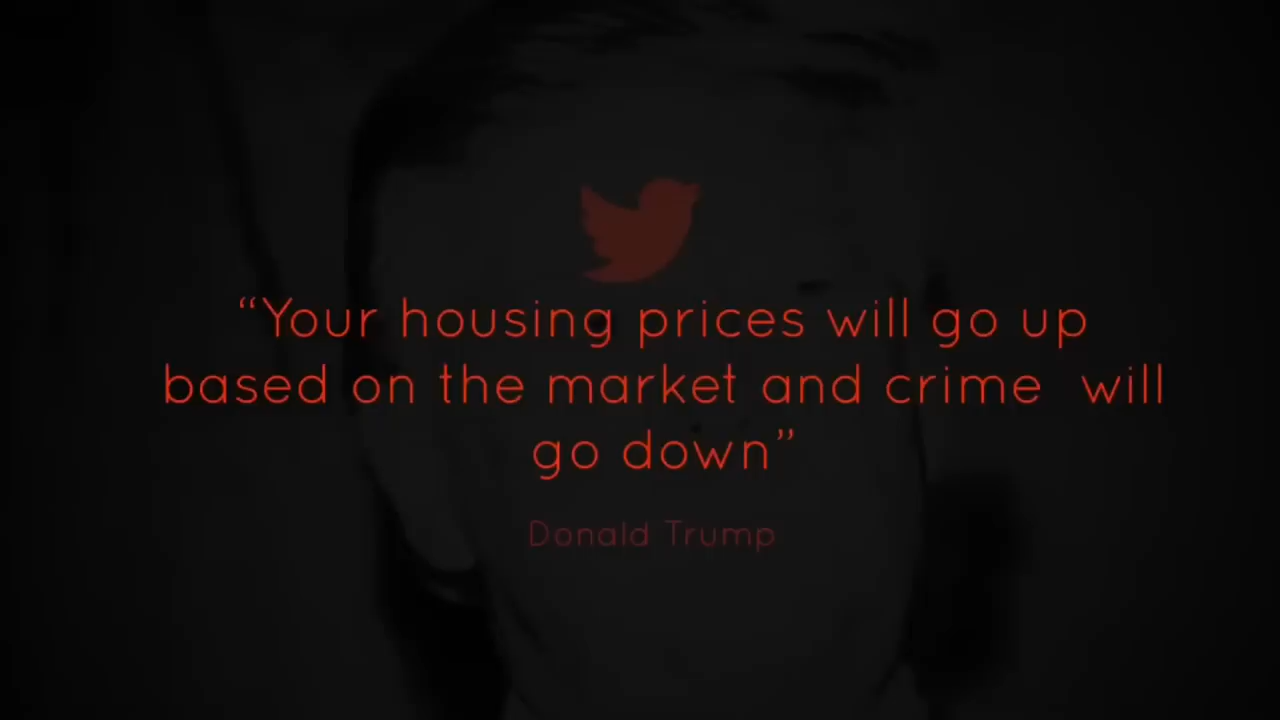 “Your housing prices will go up
based on the market and crime  will
go down”
Donald Trump